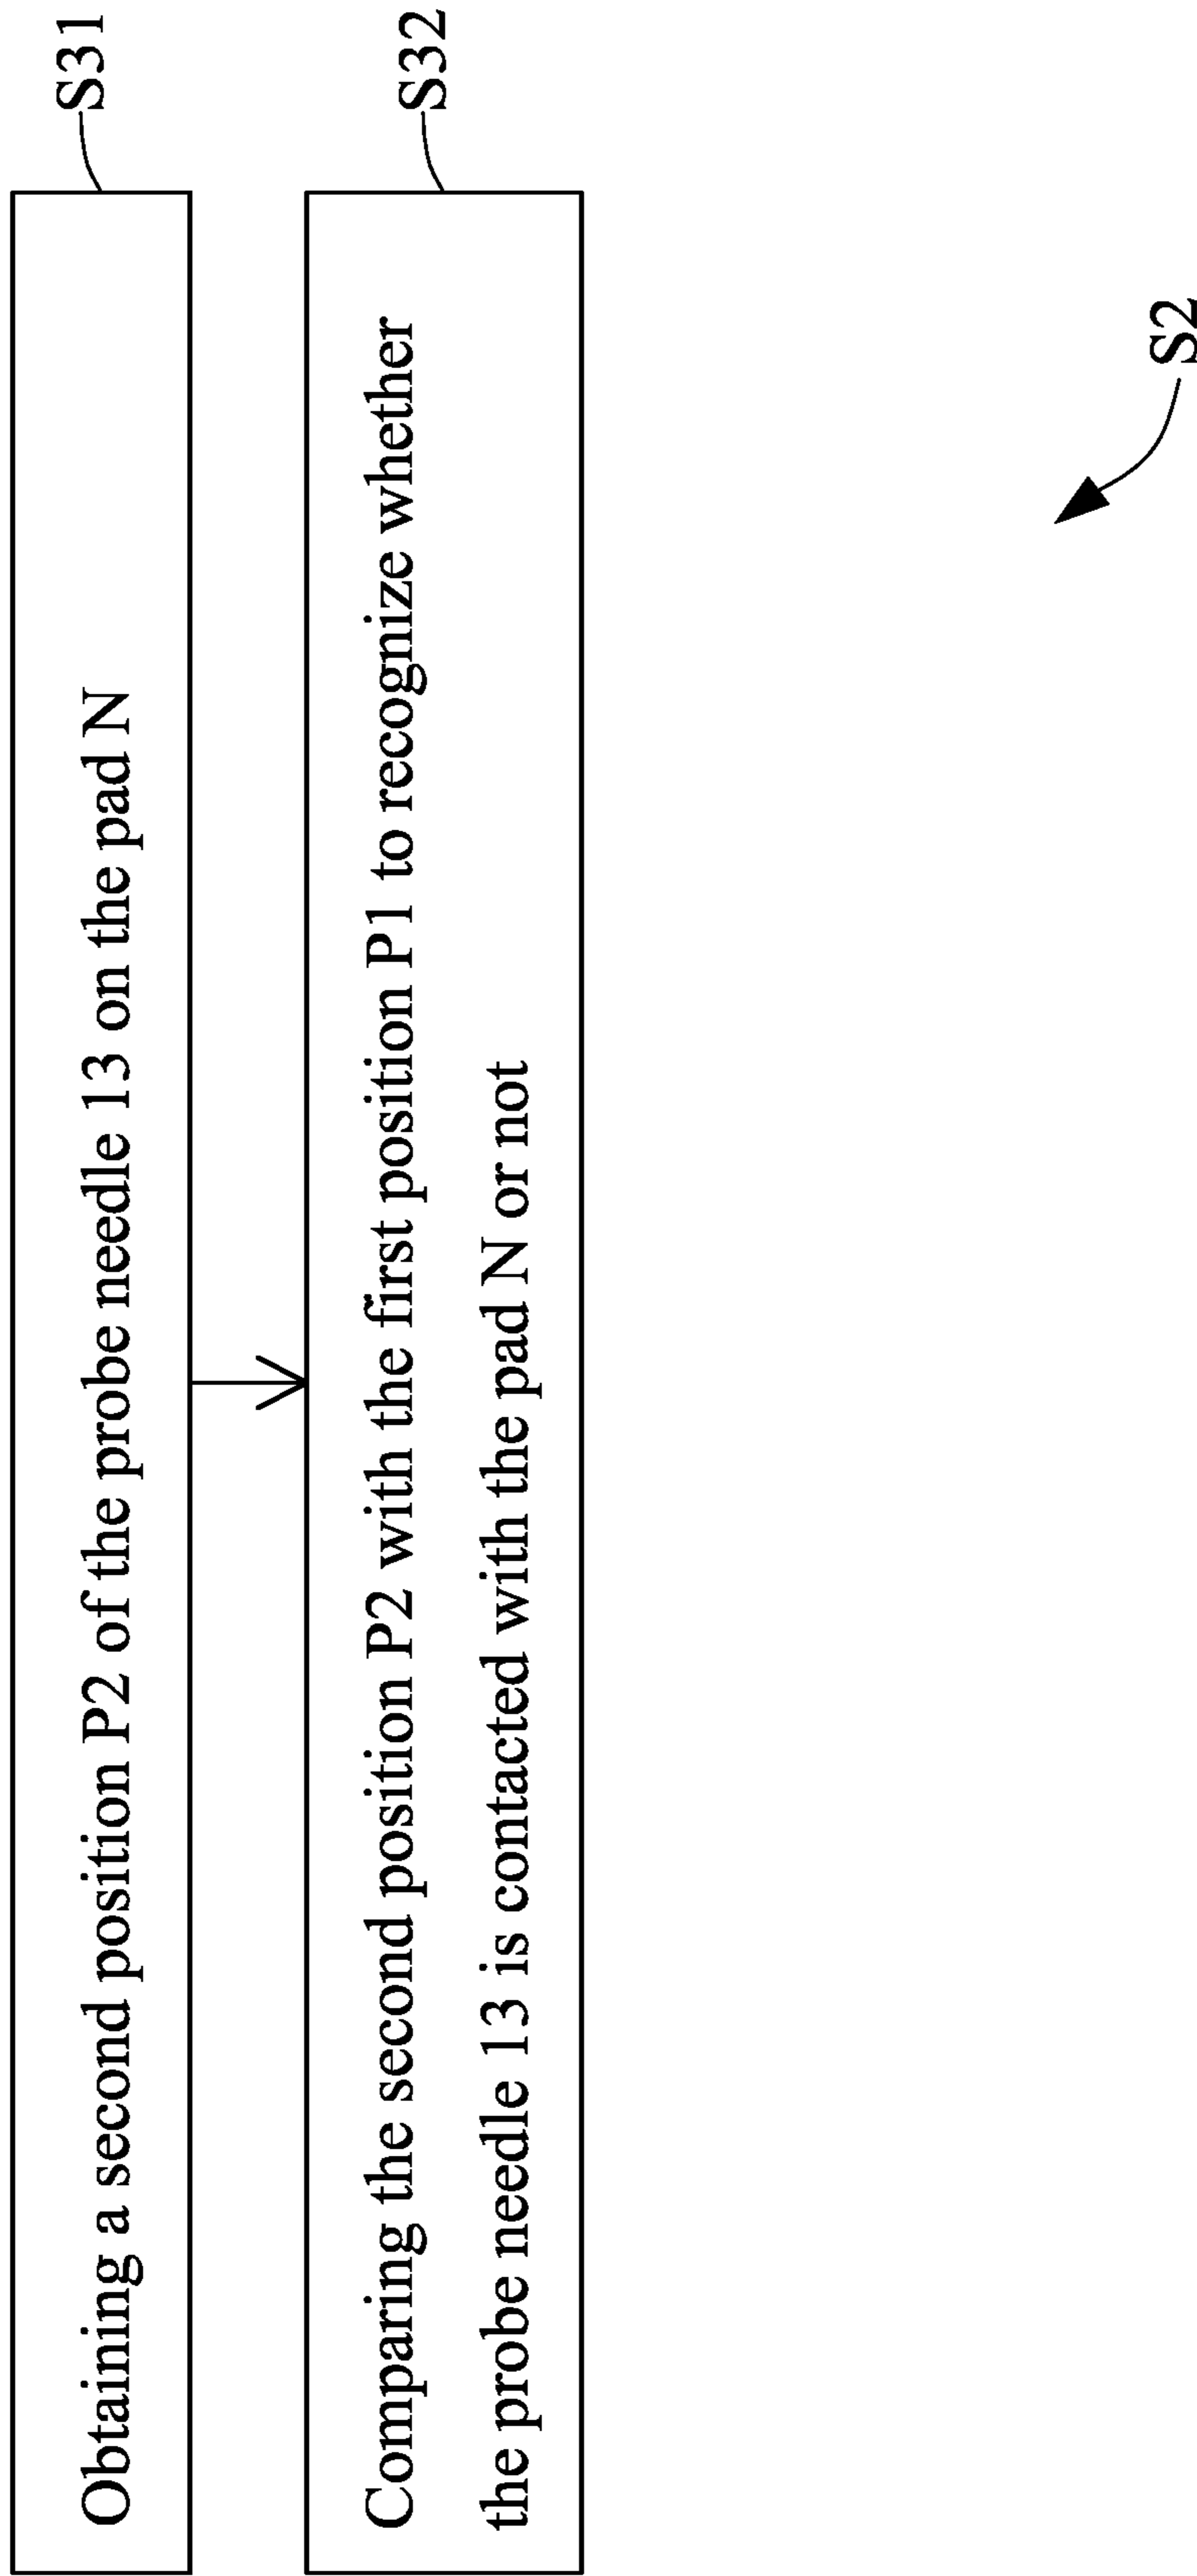 Obtaining a second position P2 of the probe needle 13 on the pad N
S31
Comparing the second position P2 with the first position P1 to recognize whether
the probe needle 13 is contacted with the pad N or not
S32
S2